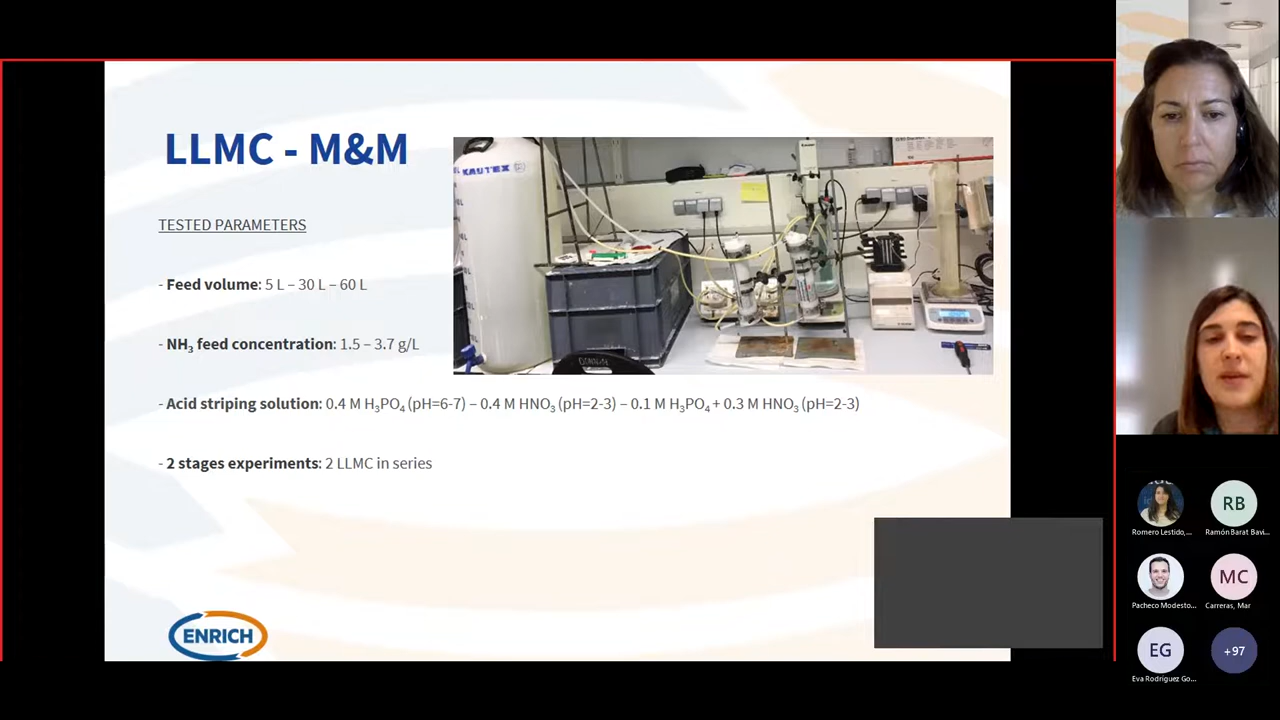 LLMC - M&M
KAUTEX
TESTED PARAMETERS
- Feed volume: 5 L – 30 L – 60 L
- NH₃ feed concentration: 1.5 – 3.7 g/L
- Acid striping solution: 0.4 M H₃PO₄ (pH=6-7) – 0.4 M HNO₃ (pH=2-3) – 0.1 M H₃PO₄ + 0.3 M HNO₃ (pH=2-3)
- 2 stages experiments: 2 LLMC in series
ENRICH
RB
Romero Lestido,...
Ramón Barat Bavi...
MC
Pacheco Modesto...
Carreras, Mar
EG
+97
Eva Rodríguez Go...